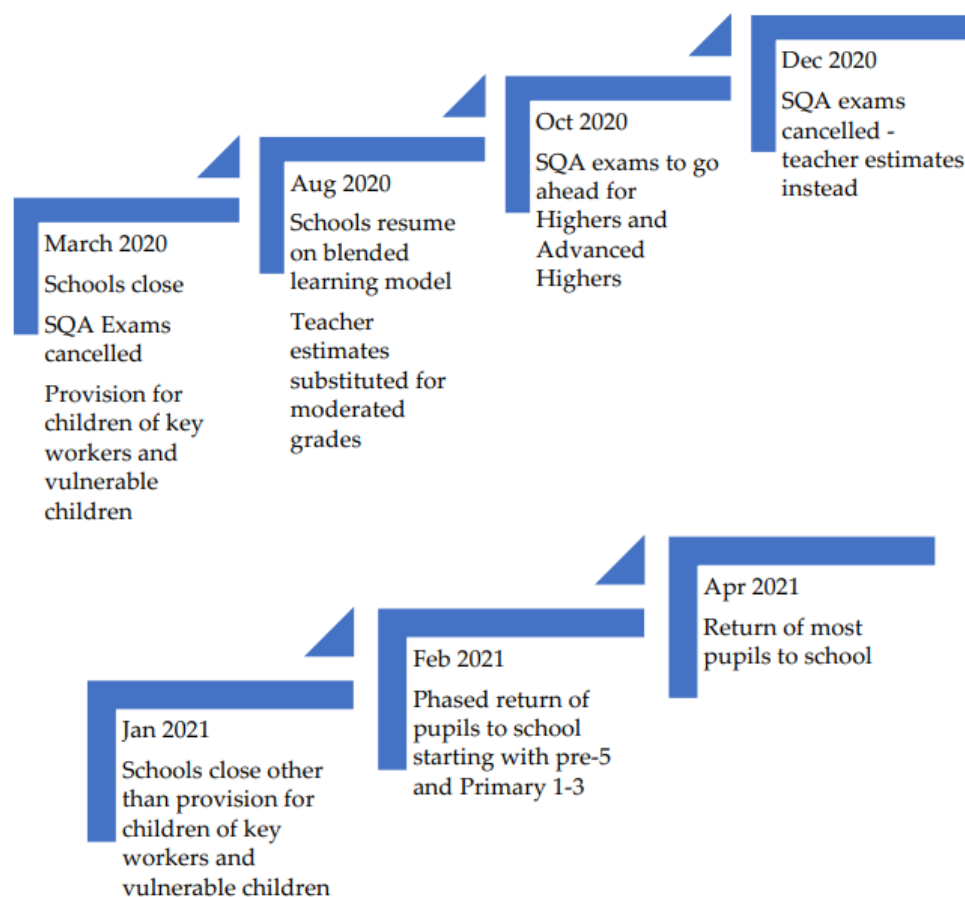 March 2020
Schools close
SQA Exams
cancelled
Provision for
children of key
workers and
vulnerable
children
Aug 2020
Schools resume
on blended
learning model
Teacher
estimates
substituted for
moderated
grades
Oct 2020
SQA exams to go
ahead for
Highers and
Advanced
Highers
Dec 2020
SQA exams
cancelled -
teacher estimates
instead
Jan 2021
Schools close other
than provision for
children of key
workers and
vulnerable children
Feb 2021
Phased return of
pupils to school
starting with pre-5
and Primary 1-3
Apr 2021
Return of most
pupils to school